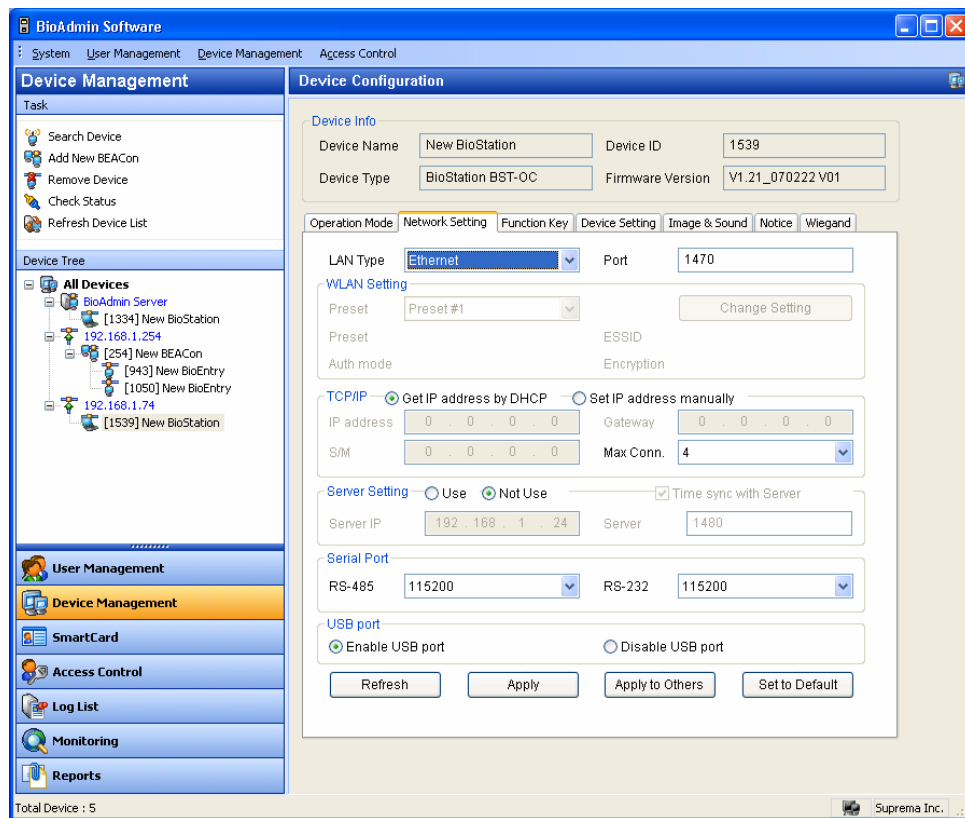 BioAdmin Software
System User Management Device Management Access Control
Device Management
Task
Search Device
Add New BEACon
Remove Device
Check Status
Refresh Device List
Device Tree
All Devices
BioAdmin Server
[1334] New BioStation
192.168.1.254
[254] New BEACon
[943] New BioEntry
[1050] New BioEntry
192.168.1.74
[1539] New BioStation
User Management
Device Management
SmartCard
Access Control
Log List
Monitoring
Reports
Device Configuration
Device Info
Device Name New BioStation Device ID 1539
Device Type BioStation BST-OC Firmware Version V1.21_070222 V01
Operation Mode Network Setting Function Key Device Setting Image & Sound Notice Wiegand
LAN Type Ethernet Port 1470
WLAN Setting
Preset Preset #1 Change Setting
Preset ESSID
Auth mode Encryption
TCP/IP Get IP address by DHCP Set IP address manually
IP address 0 . 0 . 0 . 0 Gateway 0 . 0 . 0 . 0
S/M 0 . 0 . 0 . 0 Max Conn. 4
Server Setting Use Not Use Time sync with Server
Server IP 192 . 168 . 1 . 24 Server 1480
Serial Port
RS-485 115200 RS-232 115200
USB port
Enable USB port Disable USB port
Refresh Apply Apply to Others Set to Default
Total Device : 5 Suprema Inc.